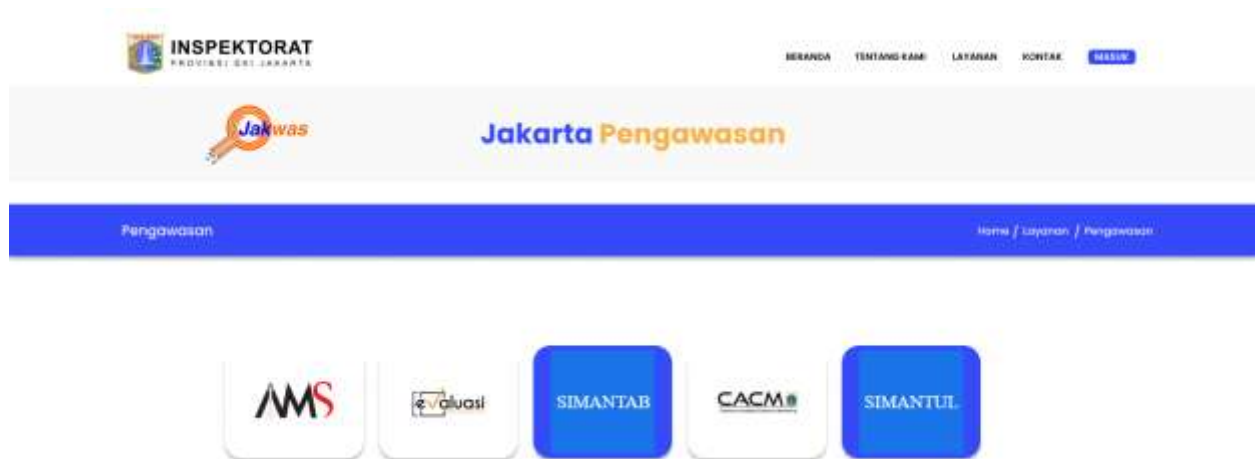 INSPEKTORAT
PROVINSI DKI JAKARTA
BERANDA TENTANG KAMI LAYANAN KONTAK MASUK
Jakwas
Jakarta Pengawasan
Pengawasan
Home / Layanan / Pengawasan
AMS
evaluasi
SIMANTAB
CACM
SIMANTUL